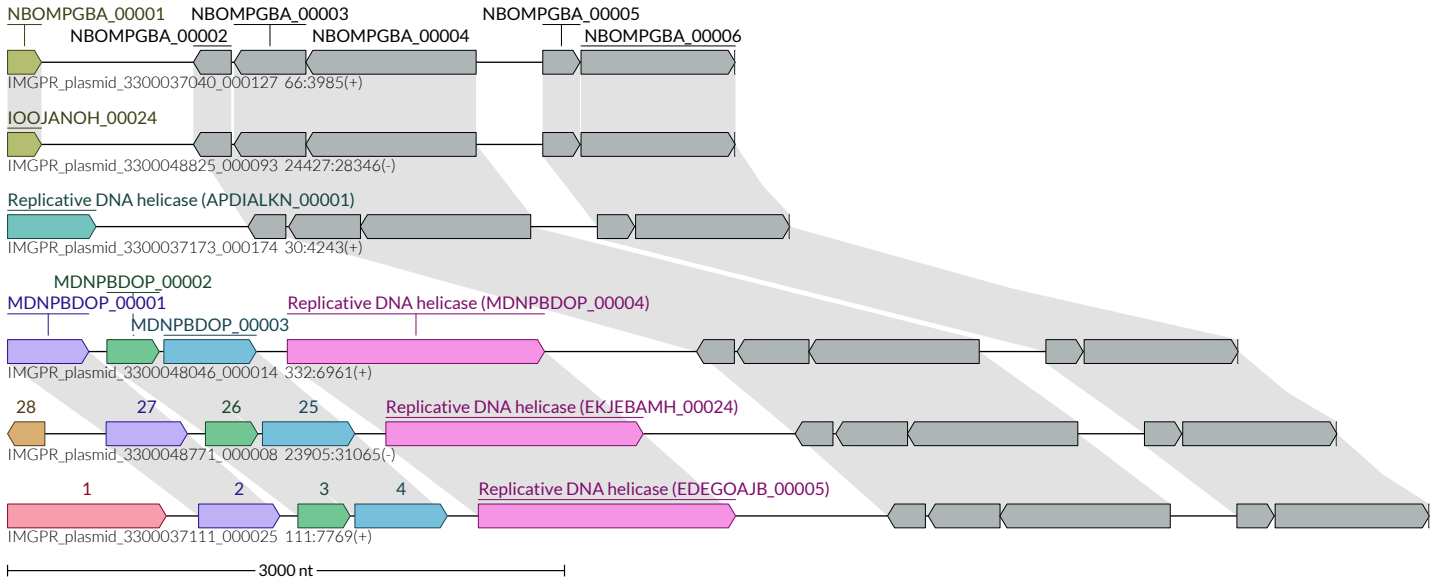 NBOMPGBA_00001 NBOMPGBA_00003 NBOMPGBA_00005
NBOMPGBA_00002 NBOMPGBA_00004 NBOMPGBA_00006
IMGPR_plasmid_3300037040_000127 66:3985(+)
IOOJANOH_00024
IMGPR_plasmid_3300048825_000093 24427:28346(-)
Replicative DNA helicase (APDIALKN_00001)
IMGPR_plasmid_3300037173_000174 30:4243(+)
MDNPBDOP_00002
MDNPBDOP_00001 Replicative DNA helicase (MDNPBDOP_00004)
MDNPBDOP_00003
IMGPR_plasmid_3300048046_000014 332:6961(+)
28 27 26 25 Replicative DNA helicase (EKJEBAMH_00024)
IMGPR_plasmid_3300048771_000008 23905:31065(-)
1 2 3 4 Replicative DNA helicase (EDEGOAJB_00005)
IMGPR_plasmid_3300037111_000025 111:7769(+)
3000 nt